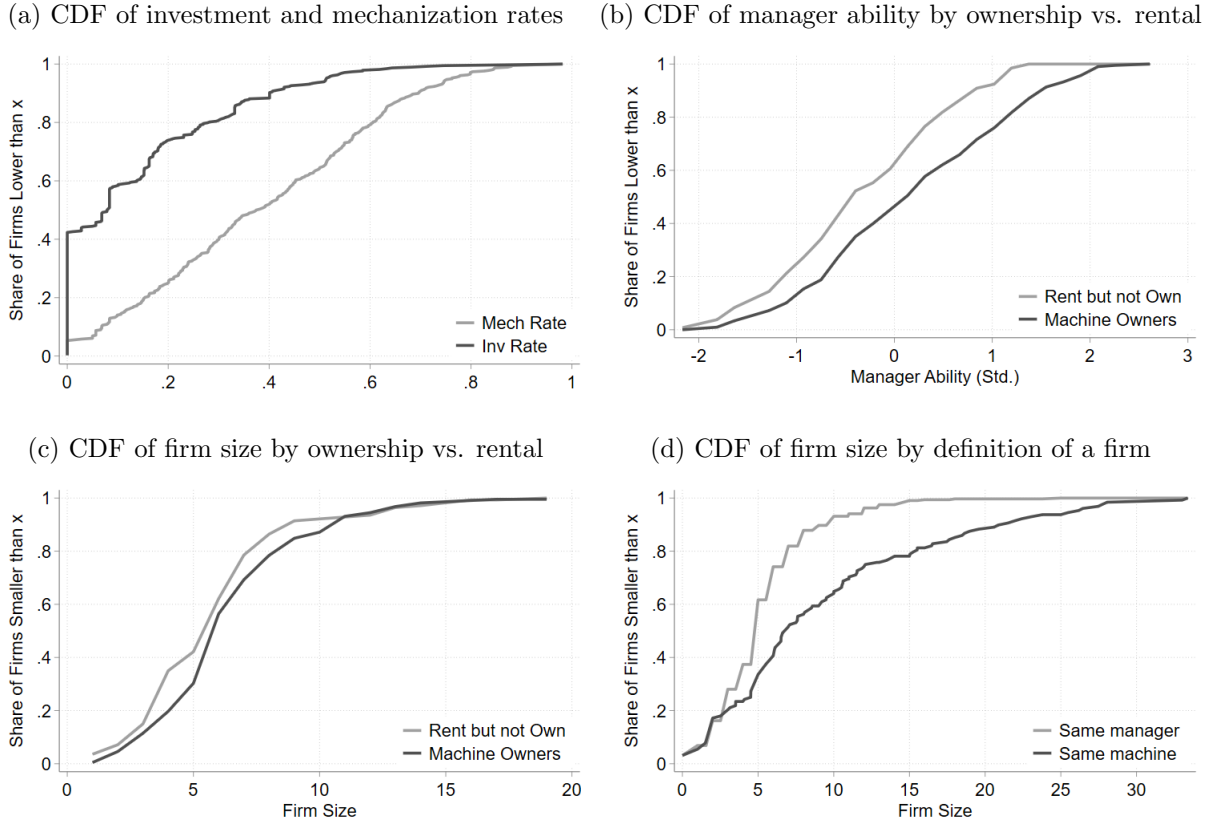 (a) CDF of investment and mechanization rates
Share of Firms Lower than x
1
.8
.6
.4
.2
0
Mech Rate
Inv Rate
0 .2 .4 .6 .8 1
(b) CDF of manager ability by ownership vs. rental
Share of Firms Lower than x
1
.8
.6
.4
.2
0
Rent but not Own
Machine Owners
-2 -1 0 1 2 3
Manager Ability (Std.)
(c) CDF of firm size by ownership vs. rental
Share of Firms Smaller than x
1
.8
.6
.4
.2
0
Rent but not Own
Machine Owners
0 5 10 15 20
Firm Size
(d) CDF of firm size by definition of a firm
Share of Firms Smaller than x
1
.8
.6
.4
.2
0
Same manager
Same machine
0 5 10 15 20 25 30
Firm Size